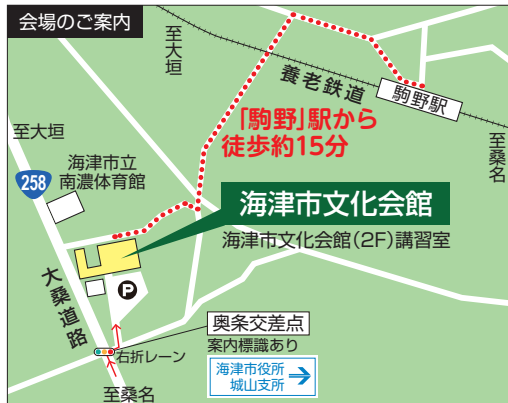 会場のご案内
至大垣
養老鉄道
駒野駅
「駒野」駅から
徒歩約15分
至桑名
至大垣
258
海津市立
南濃体育館
海津市文化会館
海津市文化会館(2F)講習室
大桑道路
P
奥条交差点
右折レーン
案内標識あり
海津市役所
城山支所
至桑名